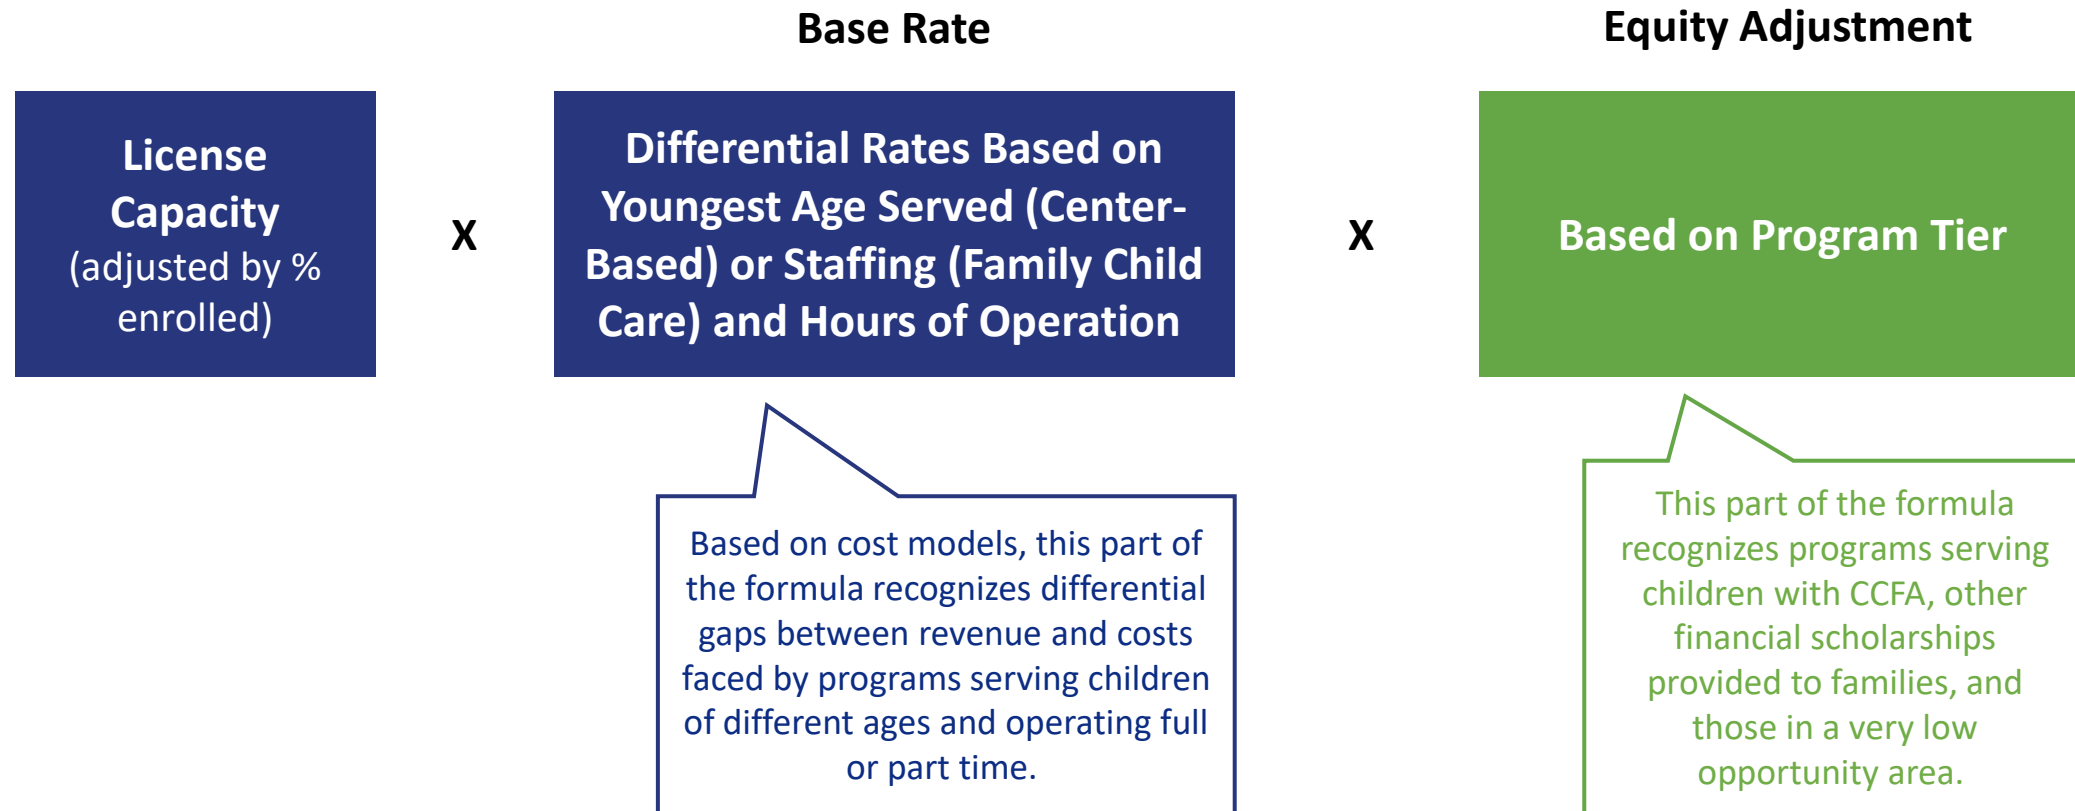 Base Rate
Equity Adjustment
License
Capacity
(adjusted by %
enrolled)
X
Differential Rates Based on
Youngest Age Served (Center-
Based) or Staffing (Family Child
Care) and Hours of Operation
X
Based on Program Tier
Based on cost models, this part of
the formula recognizes differential
gaps between revenue and costs
faced by programs serving children
of different ages and operating full
or part time.
This part of the formula
recognizes programs serving
children with CCFA, other
financial scholarships
provided to families, and
those in a very low
opportunity area.